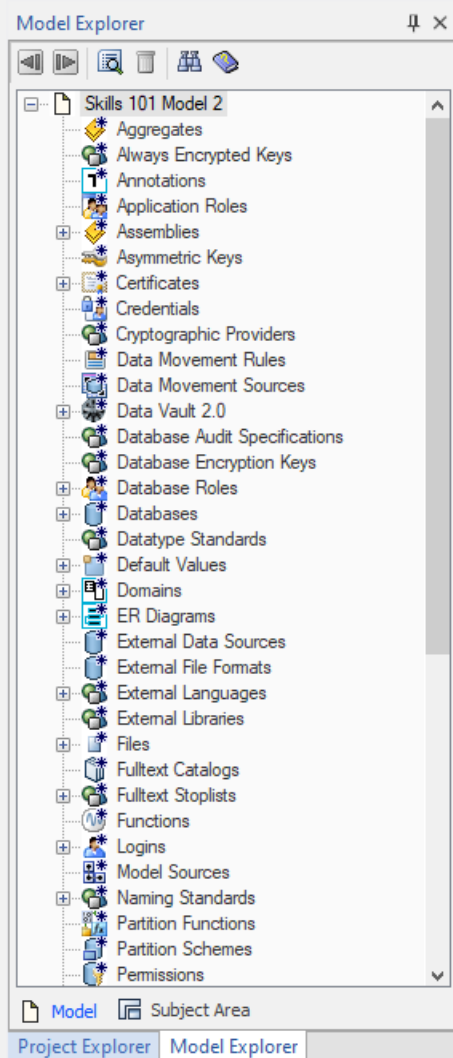 Model Explorer
Skills 101 Model 2
Aggregates
Always Encrypted Keys
Annotations
Application Roles
Assemblies
Asymmetric Keys
Certificates
Credentials
Cryptographic Providers
Data Movement Rules
Data Movement Sources
Data Vault 2.0
Database Audit Specifications
Database Encryption Keys
Database Roles
Databases
Datatype Standards
Default Values
Domains
ER Diagrams
External Data Sources
External File Formats
External Languages
External Libraries
Files
Fulltext Catalogs
Fulltext Stoplists
Functions
Logins
Model Sources
Naming Standards
Partition Functions
Partition Schemes
Permissions
Model Subject Area
Project Explorer Model Explorer